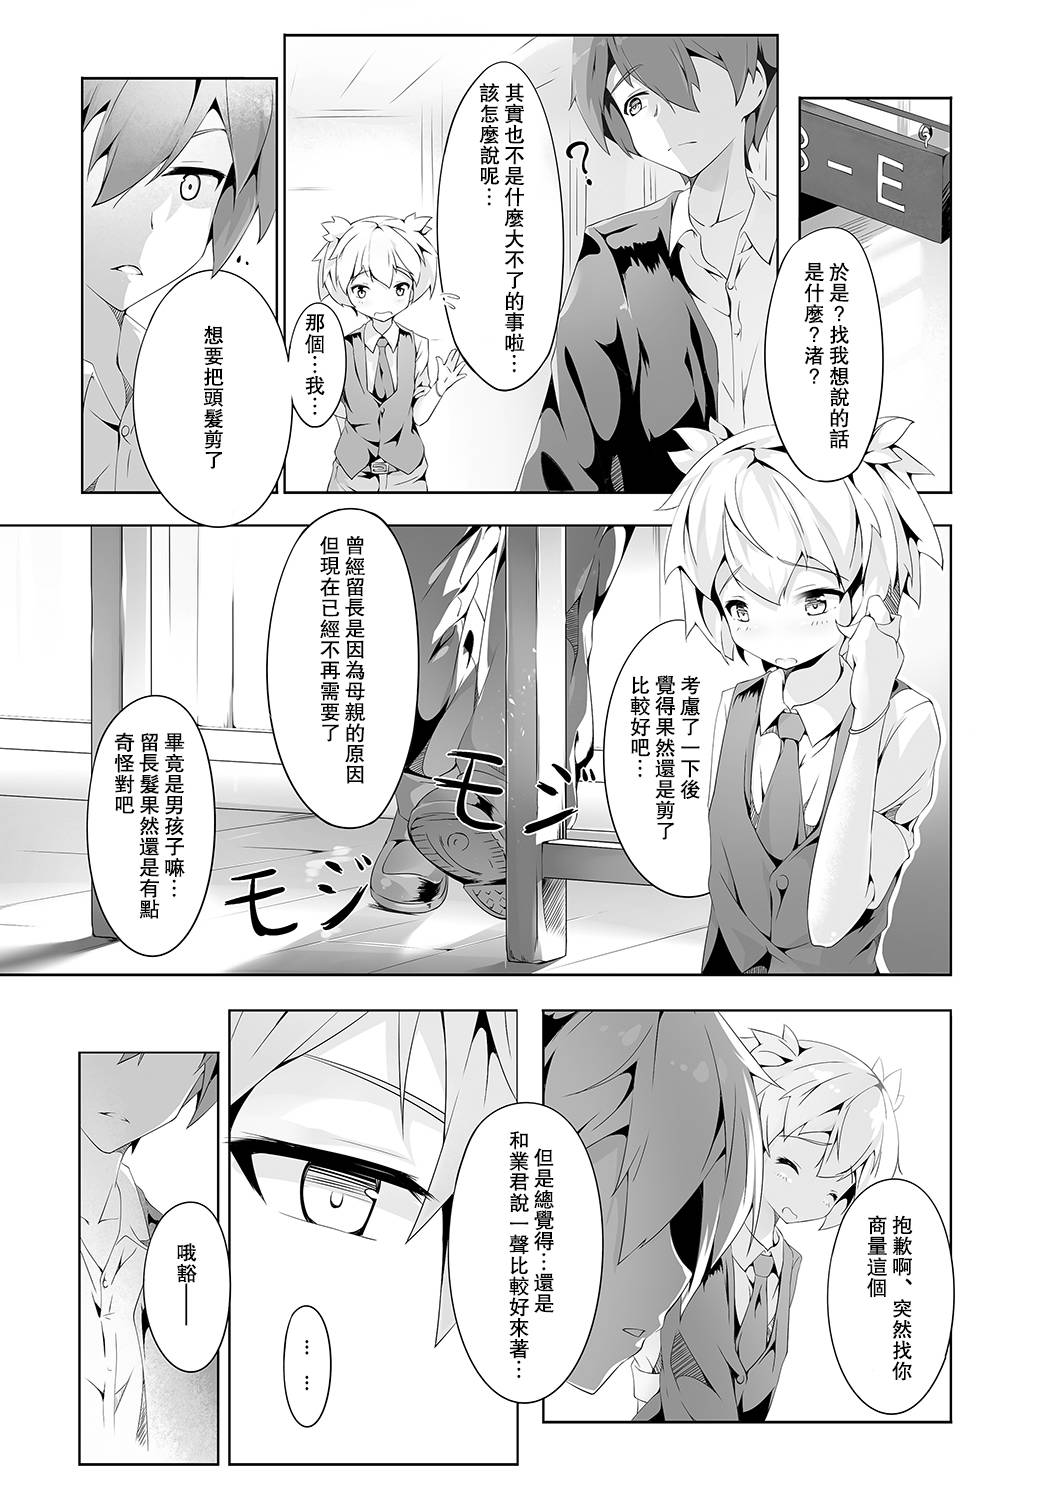 3-E
於是？找我想說的話
是什麼？渚？
其實也不是什麼大不了的事啦…
該怎麼說呢…
？
那個…我…
想要把頭髮剪了
考慮了一下後
覺得果然還是剪了
比較好吧…
曾經留長是因為母親的原因
但現在已經不再需要了
モジ
モジ
畢竟是男孩子嘛…
留長髮果然還是有點
奇怪對吧
抱歉啊、突然找你
商量這個
但是總覺得…還是
和業君說一聲比較好來著…
……
哦豁——